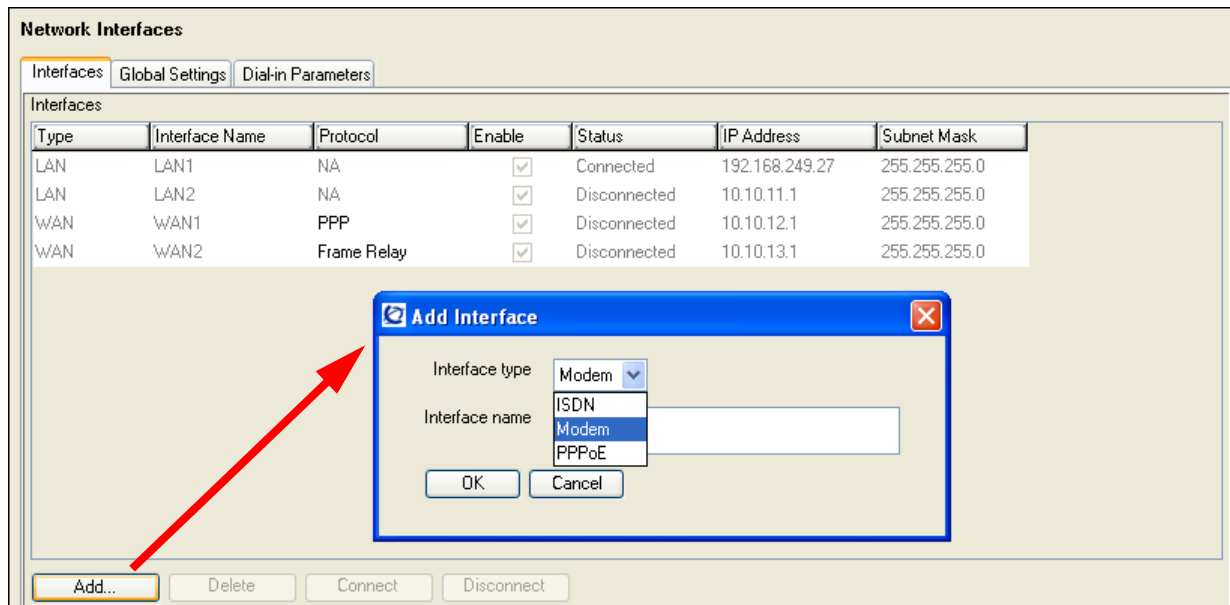 Network Interfaces
Interfaces Global Settings Dial-in Parameters
Interfaces
Type Interface Name Protocol Enable Status IP Address Subnet Mask
LAN LAN1 NA Connected 192.168.249.27 255.255.255.0
LAN LAN2 NA Disconnected 10.10.11.1 255.255.255.0
WAN WAN1 PPP Disconnected 10.10.12.1 255.255.255.0
WAN WAN2 Frame Relay Disconnected 10.10.13.1 255.255.255.0
Add Interface
Interface type Modem
ISDN
Interface name
Modem
PPPoE
OK Cancel
Add... Delete Connect Disconnect